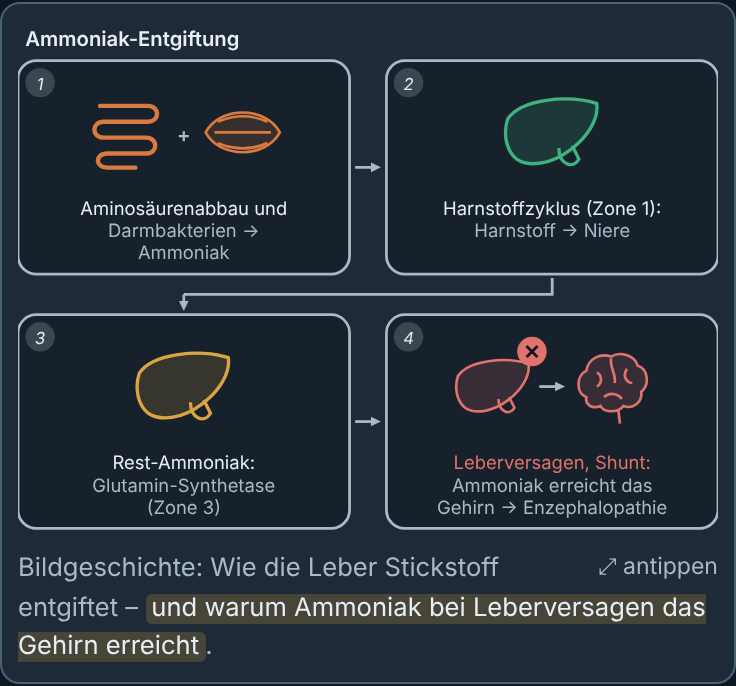 Ammoniak-Entgiftung
1
+
Aminosäurenabbau und
Darmbakterien →
Ammoniak
2
Harnstoffzyklus (Zone 1):
Harnstoff → Niere
3
Rest-Ammoniak:
Glutamin-Synthetase
(Zone 3)
4
Leberversagen, Shunt:
Ammoniak erreicht das
Gehirn → Enzephalopathie
Bildgeschichte: Wie die Leber Stickstoff
⤢ antippen
entgiftet – und warum Ammoniak bei Leberversagen das
Gehirn erreicht.